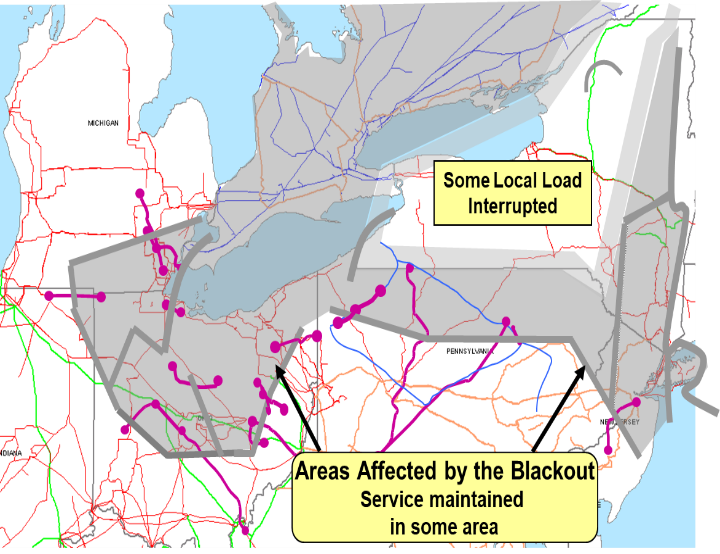 MICHIGAN
Some Local Load
Interrupted
PENNSYLVANIA
NEW JERSEY
OHIO
INDIANA
Areas Affected by the Blackout
Service maintained
in some area